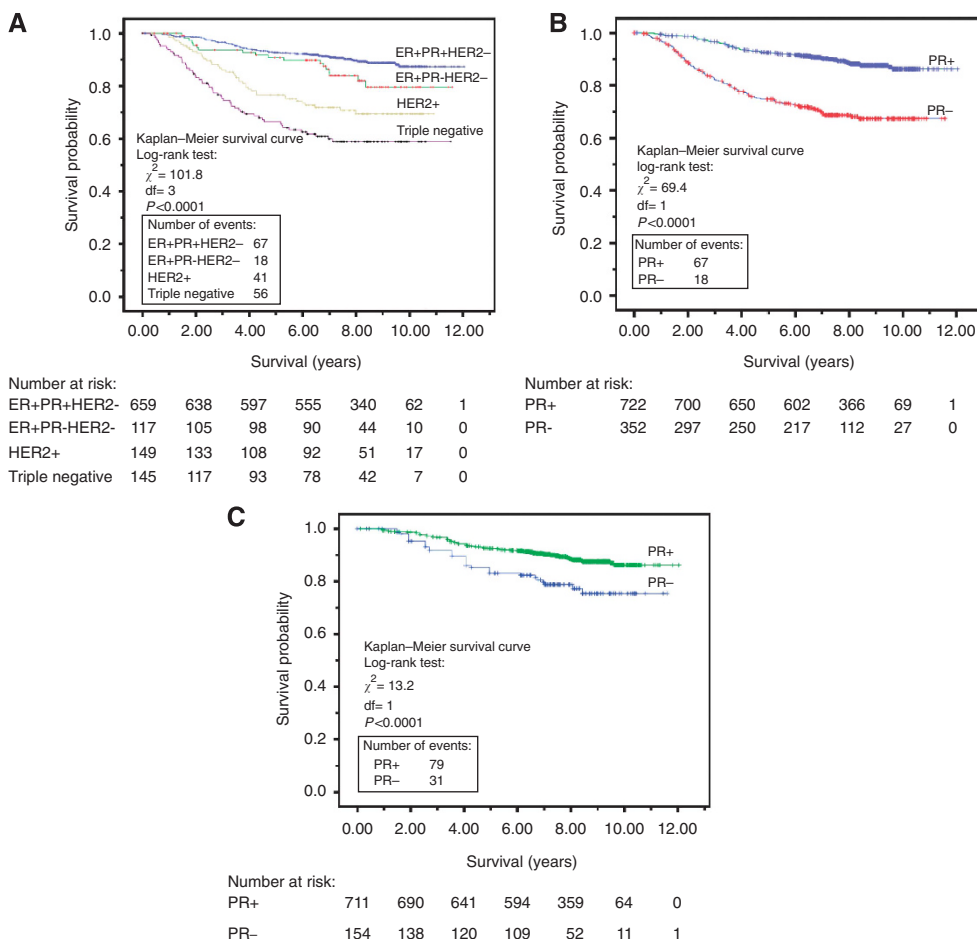 A
1.0
0.8
0.6
0.4
0.2
0.0
Survival probability
ER+PR+HER2–
ER+PR-HER2–
HER2+
Triple negative
Kaplan–Meier survival curve
Log-rank test:
χ2= 101.8
df= 3
P<0.0001
Number of events:
ER+PR+HER2– 67
ER+PR-HER2– 18
HER2+ 41
Triple negative 56
0.00 2.00 4.00 6.00 8.00 10.00 12.00
Survival (years)
Number at risk:
ER+PR+HER2- 659 638 597 555 340 62 1
ER+PR-HER2- 117 105 98 90 44 10 0
HER2+ 149 133 108 92 51 17 0
Triple negative 145 117 93 78 42 7 0
B
1.0
0.8
0.6
0.4
0.2
0.0
Survival probability
PR+
PR–
Kaplan–Meier survival curve
log-rank test:
χ2= 69.4
df= 1
P<0.0001
Number of events:
PR+ 67
PR– 18
0.00 2.00 4.00 6.00 8.00 10.00 12.00
Survival (years)
Number at risk:
PR+ 722 700 650 602 366 69 1
PR- 352 297 250 217 112 27 0
C
1.0
0.8
0.6
0.4
0.2
0.0
Survival probability
PR+
PR–
Kaplan–Meier survival curve
Log-rank test:
χ2= 13.2
df= 1
P<0.0001
Number of events:
PR+ 79
PR– 31
0.00 2.00 4.00 6.00 8.00 10.00 12.00
Survival (years)
Number at risk:
PR+ 711 690 641 594 359 64 0
PR– 154 138 120 109 52 11 1